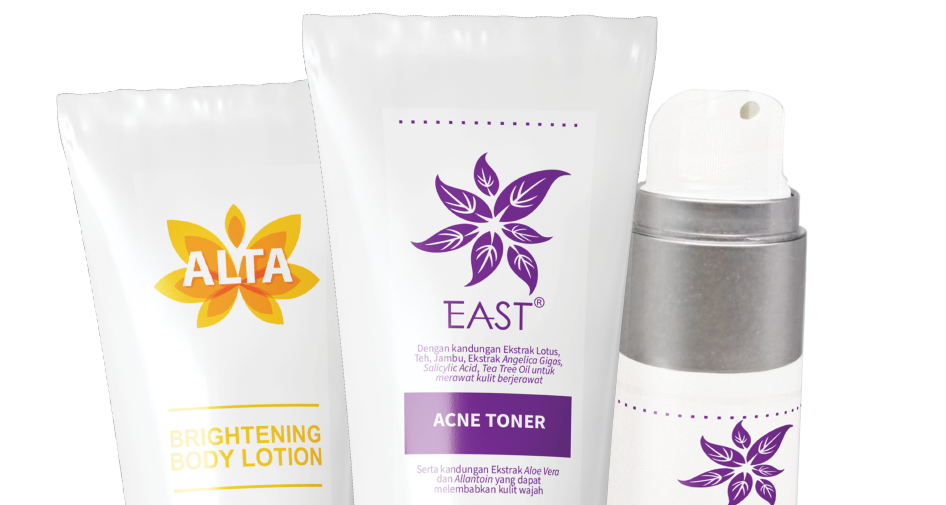 ALTA
BRIGHTENING
BODY LOTION
EAST®
Dengan kandungan Ekstrak Lotus,
Teh, Jambu, Ekstrak Angelica Gigas,
Salicylic Acid, Tea Tree Oil untuk
merawat kulit berjerawat
ACNE TONER
Serta kandungan Ekstrak Aloe Vera
dan Allantoin yang dapat
melembabkan kulit wajah